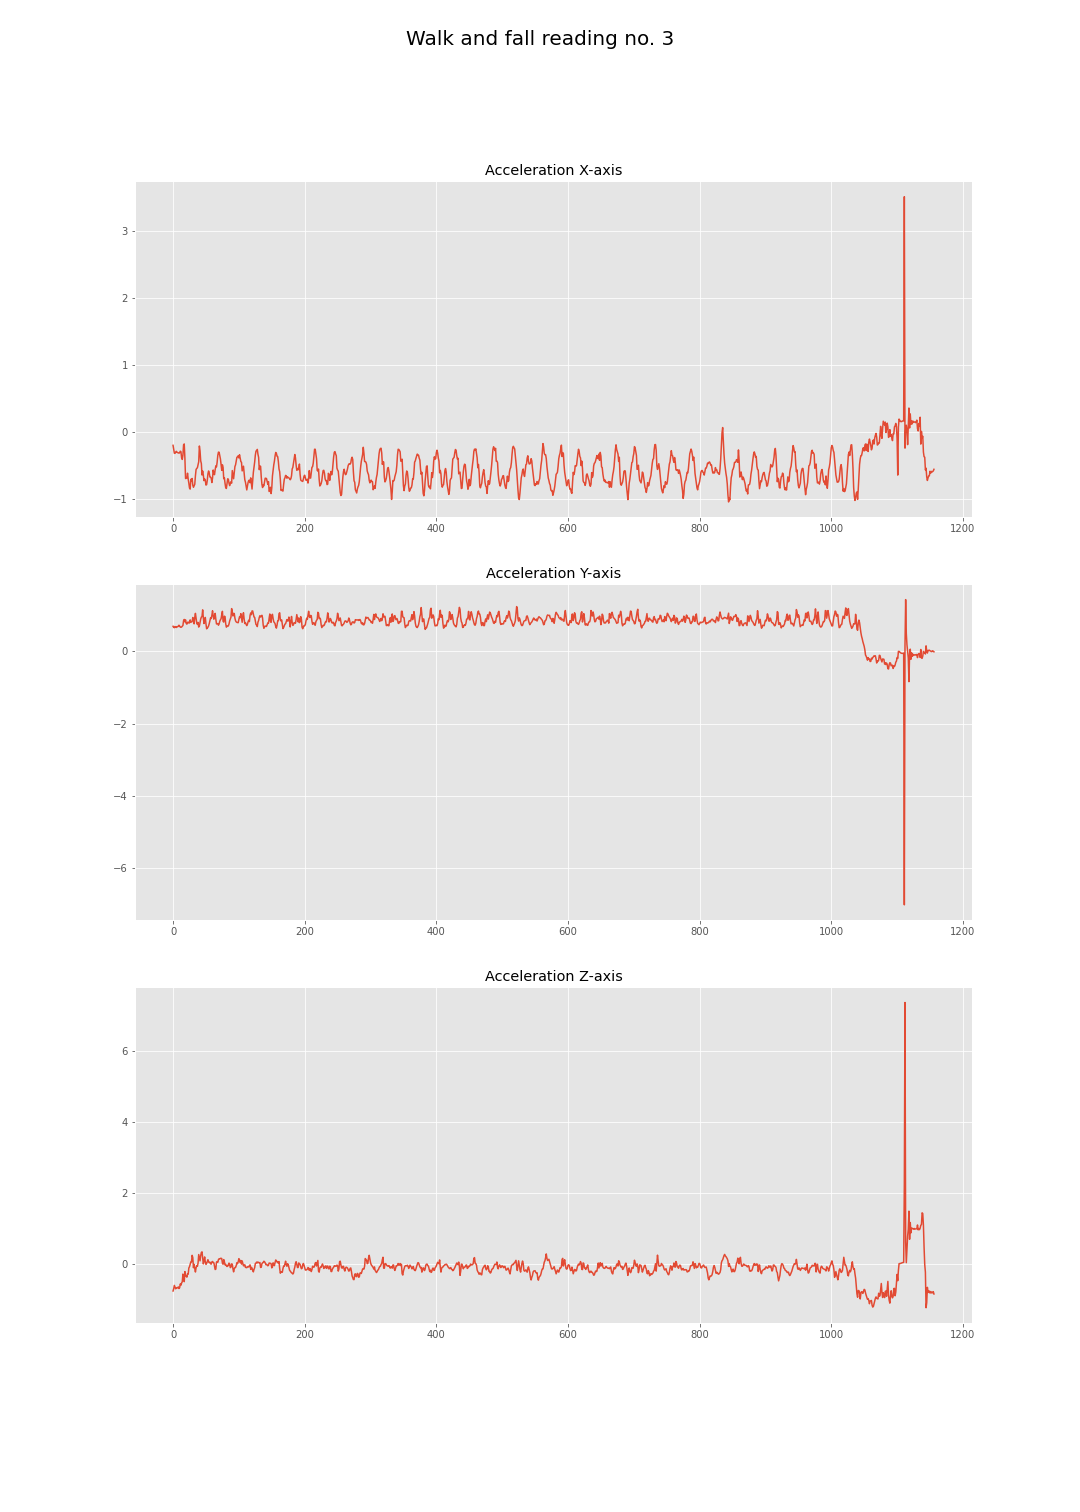 Walk and fall reading no. 3
Acceleration X-axis
3
2
1
0
−1
0 200 400 600 800 1000 1200
Acceleration Y-axis
0
−2
−4
−6
0 200 400 600 800 1000 1200
Acceleration Z-axis
6
4
2
0
0 200 400 600 800 1000 1200